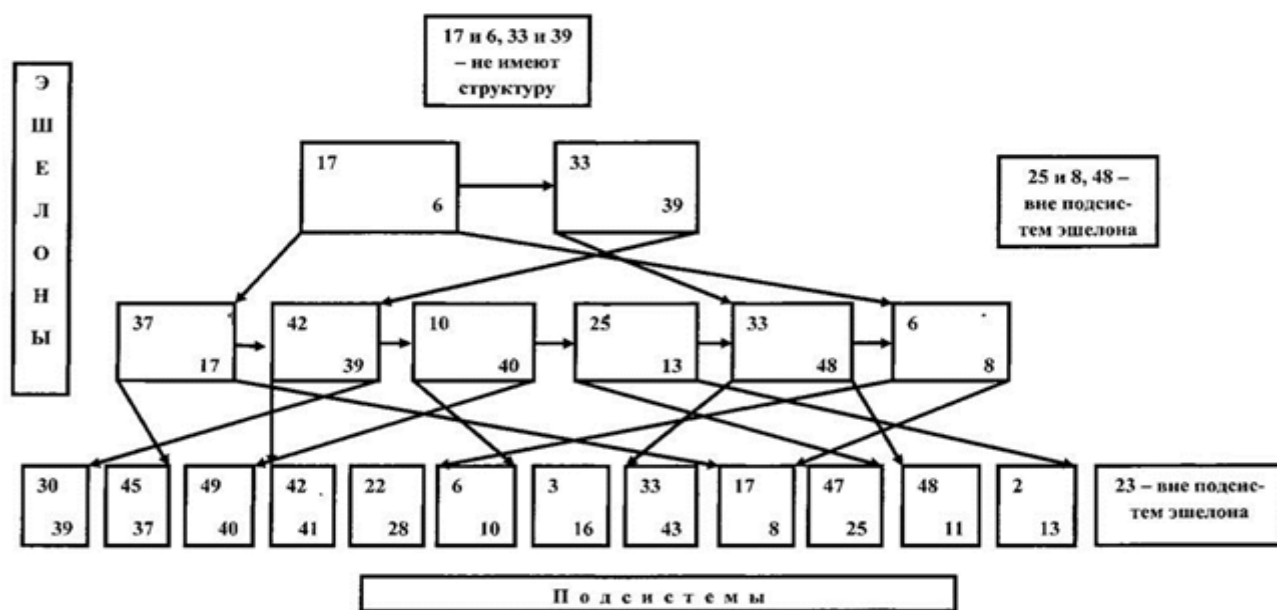 17 и 6, 33 и 39
– не имеют
структуру
Э
Ш
Е
Л
О
Н
Ы
17
6
33
39
25 и 8, 48 –
вне подсис-
тем эшелона
37
17
42
39
10
40
25
13
33
48
6
8
30
39
45
37
49
40
42
41
22
28
6
10
3
16
33
43
17
8
47
25
48
11
2
13
23 – вне подсис-
тем эшелона
Подсистемы